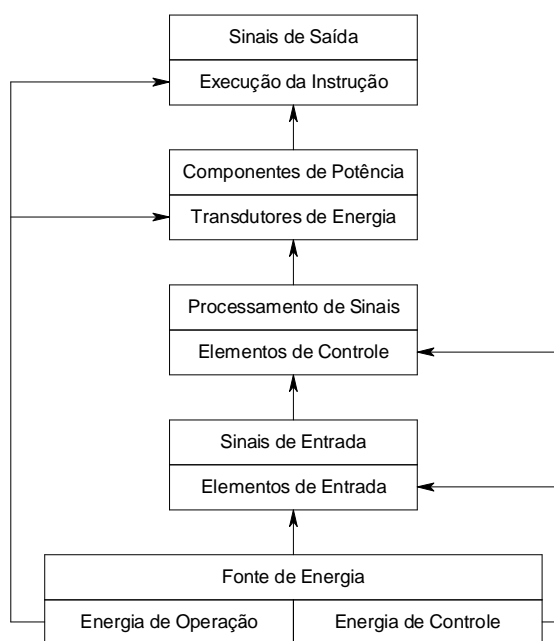 Sinais de Saída
Execução da Instrução
Componentes de Potência
Transdutores de Energia
Processamento de Sinais
Elementos de Controle
Sinais de Entrada
Elementos de Entrada
Fonte de Energia
Energia de Operação
Energia de Controle